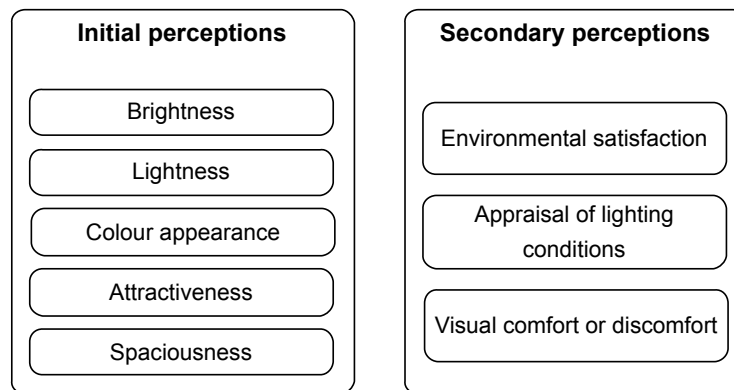 Initial perceptions
Brightness
Lightness
Colour appearance
Attractiveness
Spaciousness
Secondary perceptions
Environmental satisfaction
Appraisal of lighting
conditions
Visual comfort or discomfort